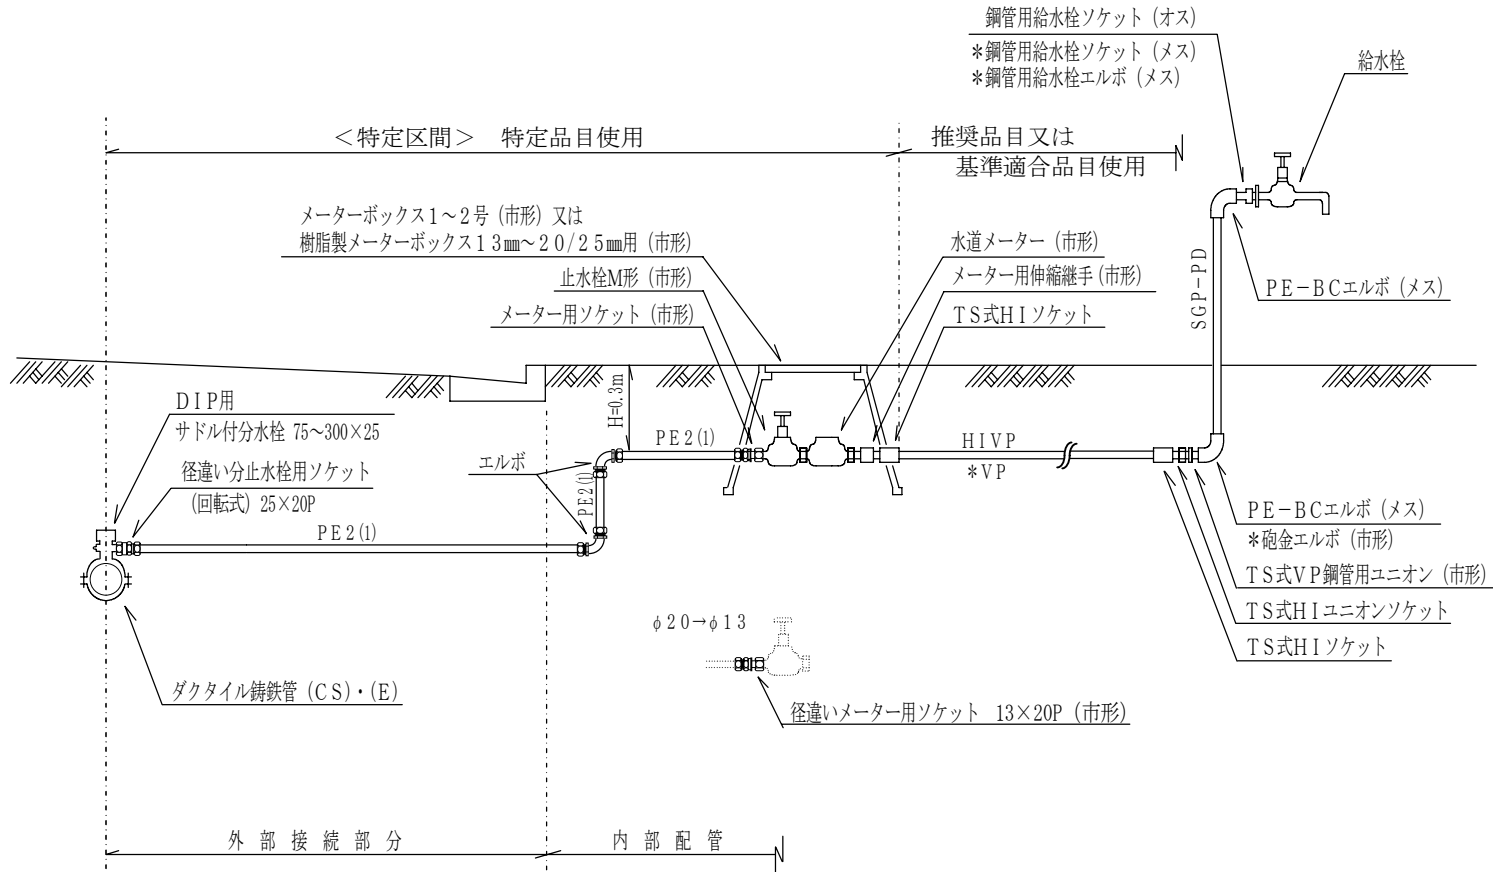 鋼管用給水栓ソケット (オス)
*鋼管用給水栓ソケット (メス)
*鋼管用給水栓エルボ (メス)
給水栓
＜特定区間＞ 特定品目使用
推奨品目又は
基準適合品目使用
メーターボックス1～2号 (市形) 又は
樹脂製メーターボックス13㎜～20/25㎜用 (市形)
止水栓M形 (市形)
メーター用ソケット (市形)
水道メーター (市形)
メーター用伸縮継手 (市形)
TS式HIソケット
SGP-PD
PE-BCエルボ (メス)
DIP用
サドル付分水栓 75～300×25
径違い分止水栓用ソケット
(回転式) 25×20P
PE2(1)
エルボ
PE2(1)
H=0.3m
PE2(1)
HIVP
*VP
PE-BCエルボ (メス)
*砲金エルボ (市形)
TS式VP鋼管用ユニオン (市形)
TS式HIユニオンソケット
TS式HIソケット
φ20→φ13
径違いメーター用ソケット 13×20P (市形)
ダクタイル鋳鉄管 (CS)・(E)
外部接続部分
内部配管